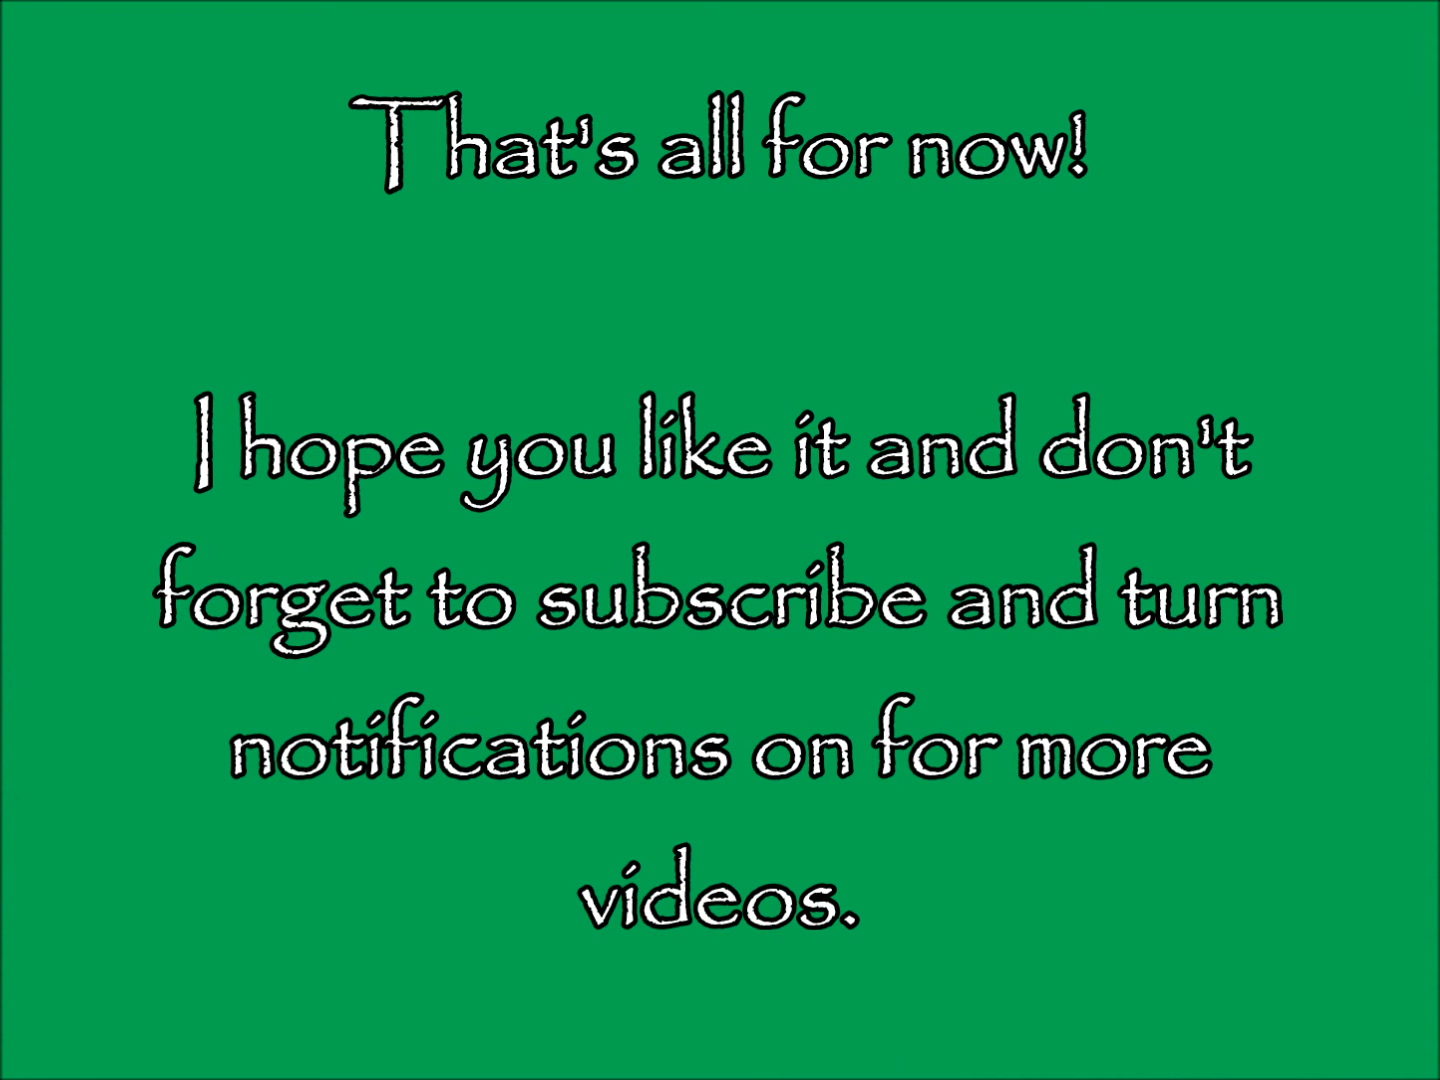 That's all for now!
I hope you like it and don't
forget to subscribe and turn
notifications on for more
videos.